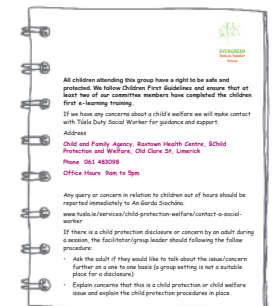 EVERGREEN
Baby & Toddler
Group
All children attending this group have a right to be safe and
protected. We follow Children First Guidelines and ensure that at
least two of our committee members have completed the children
first e-learning training.
If we have any concerns about a child's welfare we will make contact
with Túsla Duty Social Worker for guidance and support.
Address
Child and Family Agency, Roxtown Health Centre, &Child
Protection and Welfare, Old Clare St, Limerick
Phone 061 483098
Office Hours 9am to 5pm
Any query or concern in relation to children out of hours should be
reported immediately to An Garda Síochána.
www.tusla.ie/services/child-protection-welfare/contact-a-social-
worker
If there is a child protection disclosure or concern by an adult during
a session, the facilitator/group leader should following the follow
procedure:
• Ask the adult if they would like to talk about the issue/concern
further on a one to one basis (a group setting is not a suitable
place for a disclosure)
• Explain concerns that this is a child protection or child welfare
issue and explain the child protection procedures in place.